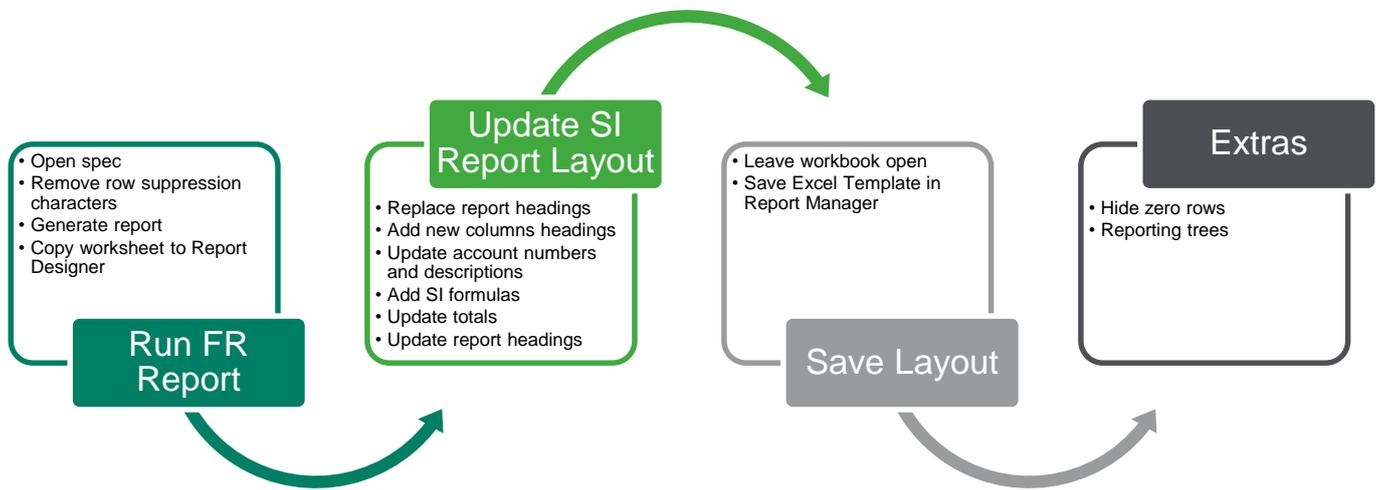 • Open spec
• Remove row suppression
characters
• Generate report
• Copy worksheet to Report
Designer
Run FR
Report
Update SI
Report Layout
• Replace report headings
• Add new columns headings
• Update account numbers
and descriptions
• Add SI formulas
• Update totals
• Update report headings
• Leave workbook open
• Save Excel Template in
Report Manager
Save Layout
Extras
• Hide zero rows
• Reporting trees